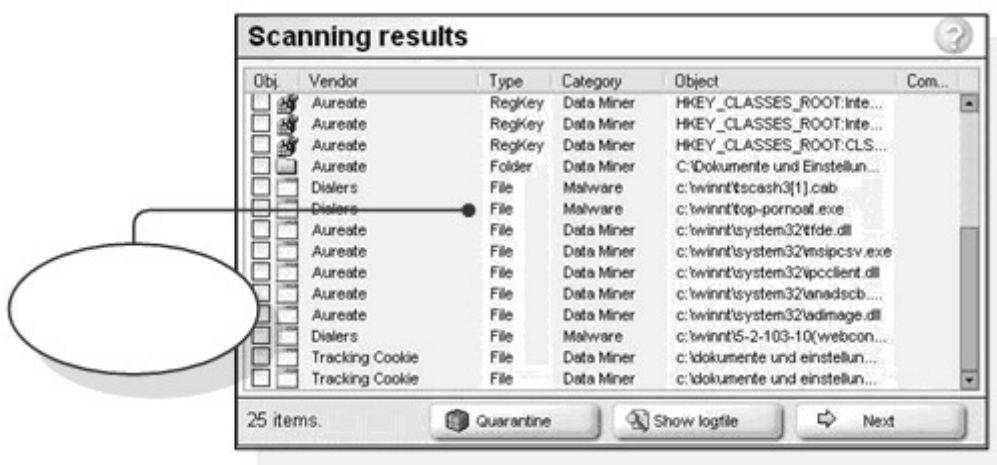 Scanning results
Obj. Vendor Type Category Object Com...
Aureate RegKey Data Miner HKEY_CLASSES_ROOT:Inte...
Aureate RegKey Data Miner HKEY_CLASSES_ROOT:Inte...
Aureate RegKey Data Miner HKEY_CLASSES_ROOT:CLS...
Aureate Folder Data Miner C:\Dokumente und Einstellun...
Dialers File Malware c:\winnt\tscash3[1].cab
Dialers File Malware c:\winnt\top-pornoat.exe
Aureate File Data Miner c:\winnt\system32\tfde.dll
Aureate File Data Miner c:\winnt\system32\msipcsv.exe
Aureate File Data Miner c:\winnt\system32\ipcclient.dll
Aureate File Data Miner c:\winnt\system32\anadscb....
Aureate File Data Miner c:\winnt\system32\adimage.dll
Dialers File Malware c:\winnt\5-2-103-10(webcon...
Tracking Cookie File Data Miner c:\dokumente und einstellun...
Tracking Cookie File Data Miner c:\dokumente und einstellun...
25 items. Quarantine Show logfile Next